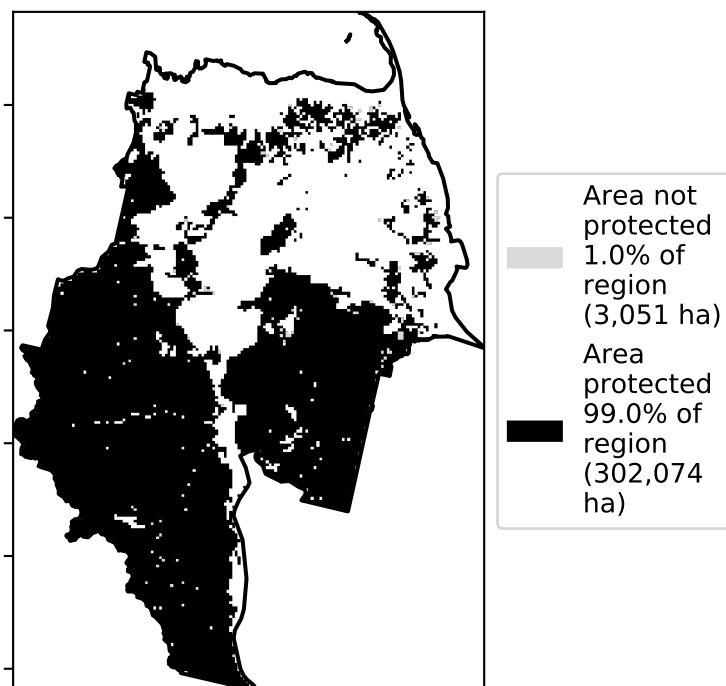 Area not
protected
1.0% of
region
(3,051 ha)
Area
protected
99.0% of
region
(302,074
ha)